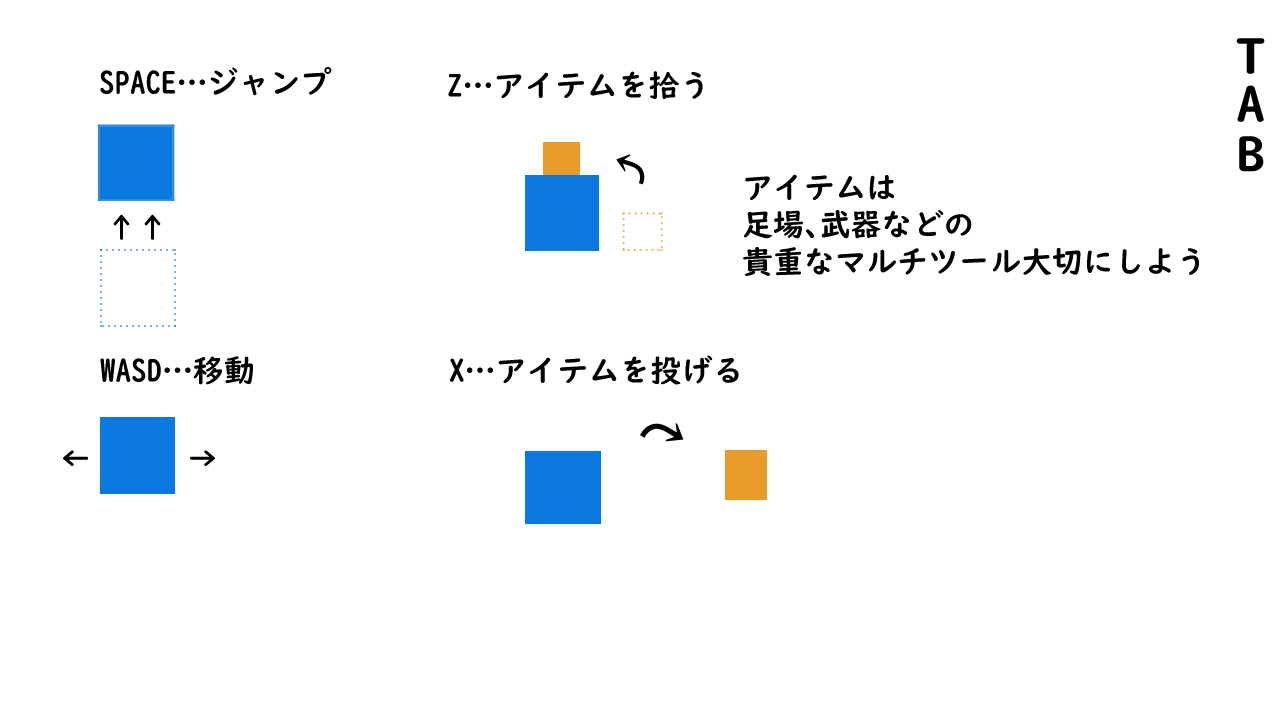 SPACE…ジャンプ
Z…アイテムを拾う
アイテムは
足場、武器などの
貴重なマルチツール大切にしよう
WASD…移動
X…アイテムを投げる
TAB